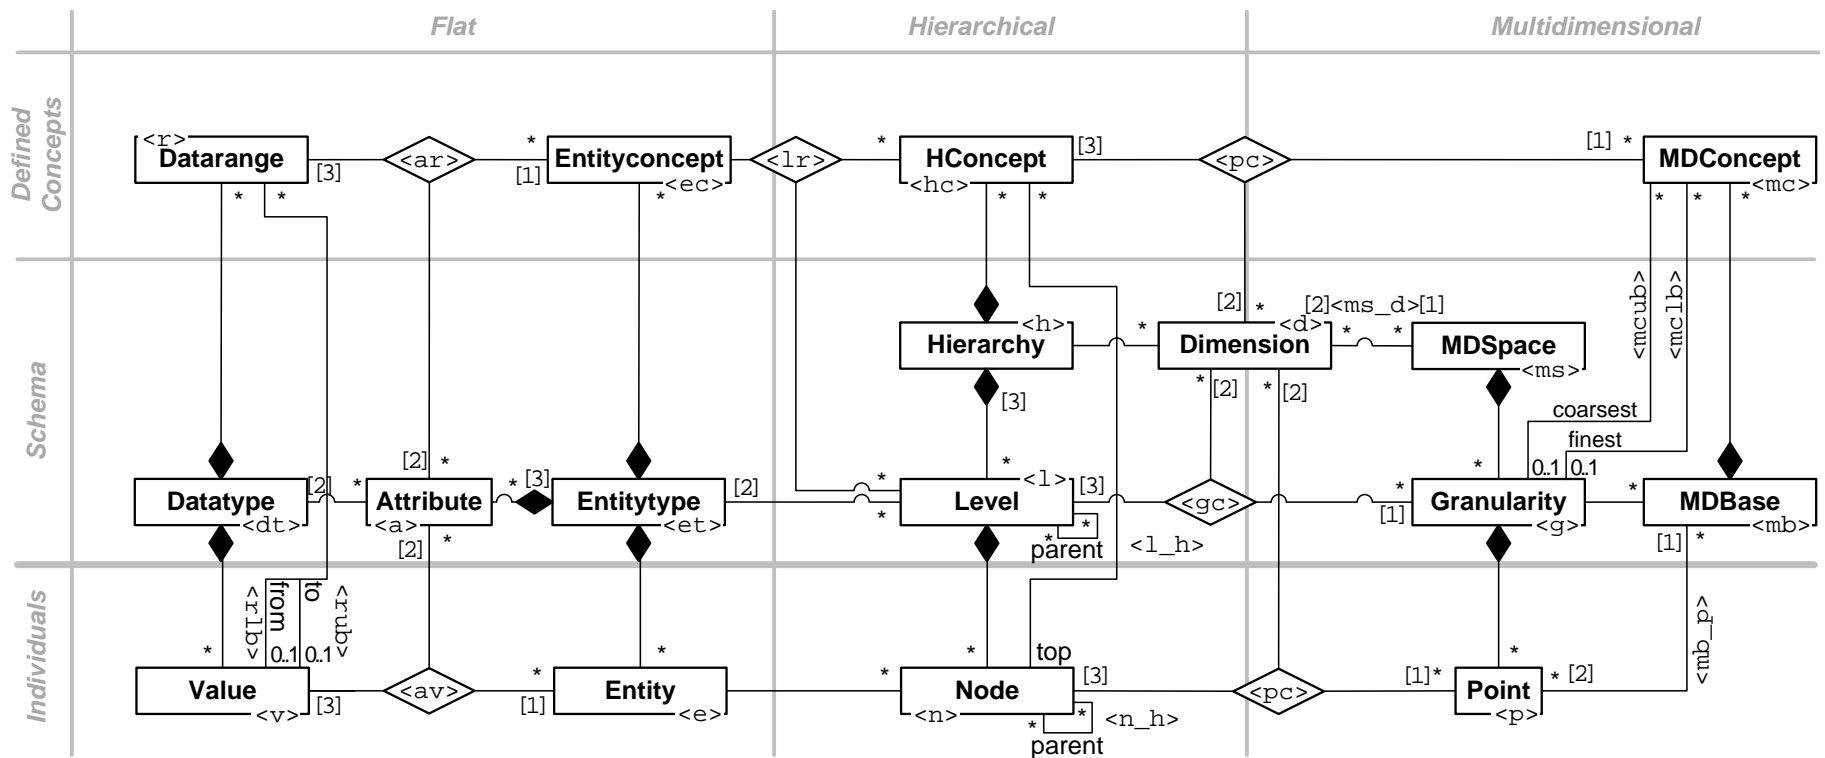 Flat
Hierarchical
Multidimensional
Defined
Concepts
<r>
Datarange
[3]
<ar>
*
[1]
Entityconcept
<ec>
<lr>
*
HConcept
<hc>
[3]
<pc>
[1] *
MDConcept
<mc>
* *
*
* *
* * *
Schema
<mcub>
<mclb>
[2] *
[2]<ms_d>[1]
<h>
Hierarchy
*
<d>
Dimension
* *
MDSpace
<ms>
[3]
* [2]
* [2]
coarsest
finest
[2] *
*
*
0..1 0..1
Datatype
<dt>
[2]
*
Attribute
<a>
* [3]
Entitytype
<et>
[2]
*
*
<l>
Level
[3]
<gc>
*
[1]
Granularity
<g>
*
MDBase
<mb>
[2] *
* *
parent
<l_h>
[1] *
Individuals
<rlb>
from
to
<rub>
<mb_p>
* 0..1 0..1
*
*
top
*
Value
<v>
[3]
<av>
*
[1]
Entity
<e>
*
Node
<n>
[3]
<pc>
[1]*
Point
<p>
* [2]
* *
<n_h>
parent